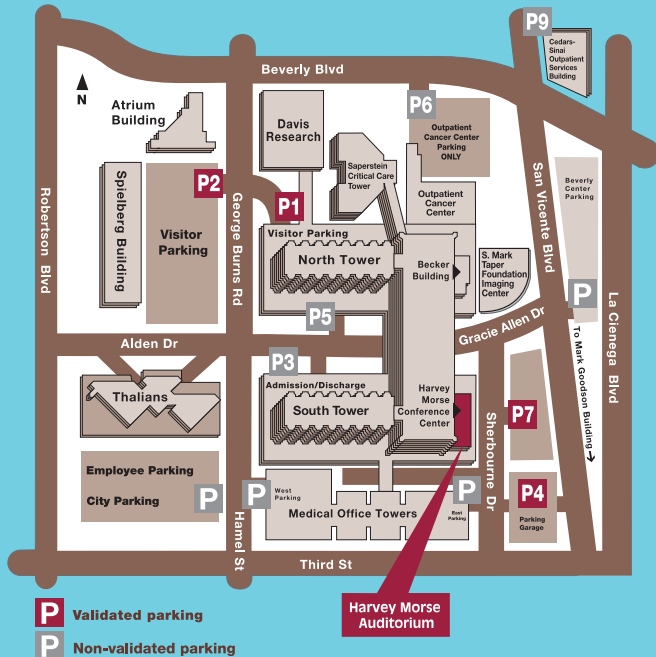 P9
Cedars-
Sinai
Outpatient
Services
Building
Beverly Blvd
N
Atrium
Building
Davis
Research
P6
Outpatient
Cancer Center
Parking
ONLY
Saperstein
Critical Care
Tower
San Vicente Blvd
Beverly
Center
Parking
Robertson Blvd
Spielberg Building
P2
Visitor
Parking
George Burns Rd
P1
Visitor Parking
North Tower
Outpatient
Cancer
Center
Becker
Building
S. Mark
Taper
Foundation
Imaging
Center
P
La Cienega Blvd
P5
Alden Dr
Gracie Allen Dr
To Mark Goodson Building
P3
Admission/Discharge
South Tower
Harvey
Morse
Conference
Center
Thalians
Sherbourne Dr
P7
Employee Parking
City Parking
P
P
West
Parking
Medical Office Towers
P
East
Parking
P4
Parking
Garage
Hamel St
Third St
Harvey Morse
Auditorium
P Validated parking
P Non-validated parking